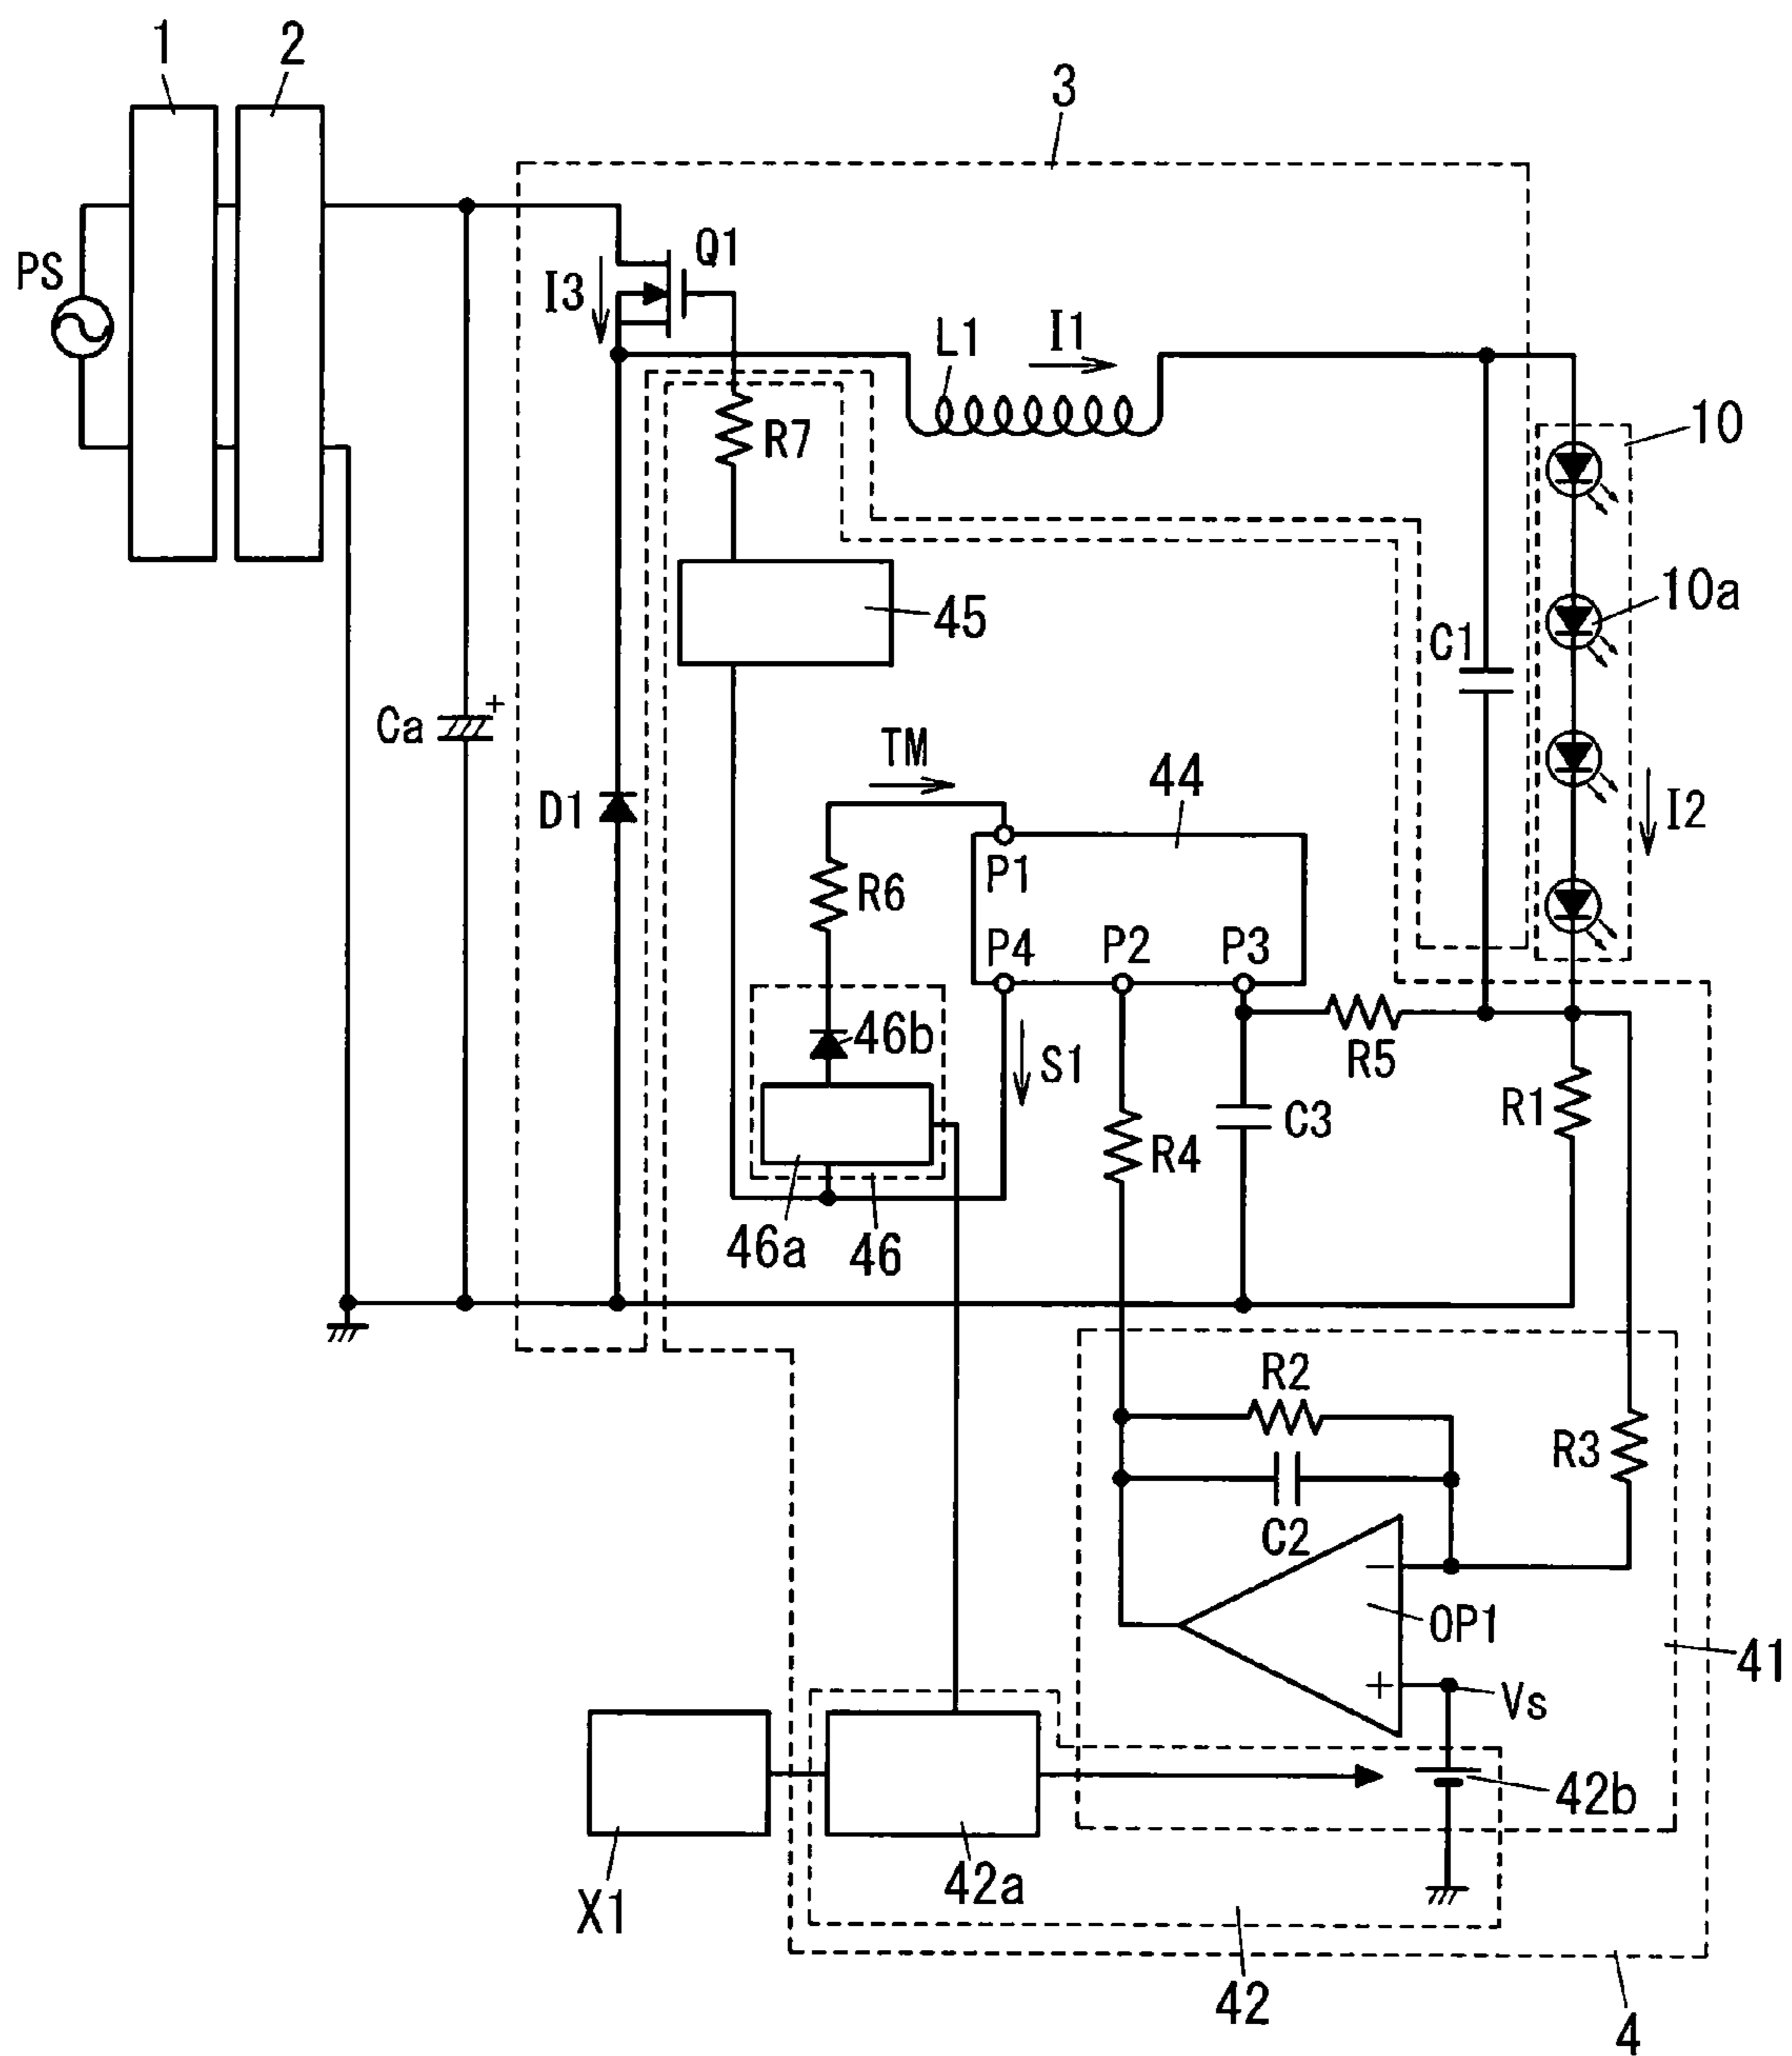 1
2
3
PS
I3
Q1
L1
I1
R7
10
10a
45
C1
Ca
+
TM
44
I2
D1
P1
R6
P4
P2
P3
46b
S1
R5
C3
R1
R4
46a
46
R2
R3
C2
−
OP1
41
+
Vs
42b
X1
42a
42
4